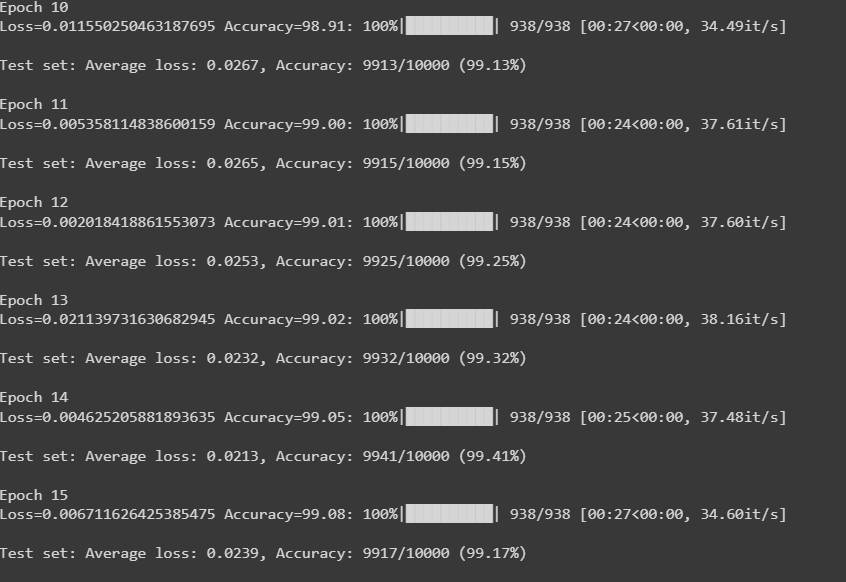 Epoch 10
Loss=0.011550250463187695 Accuracy=98.91: 100%|██████████| 938/938 [00:27<00:00, 34.49it/s]
Test set: Average loss: 0.0267, Accuracy: 9913/10000 (99.13%)
Epoch 11
Loss=0.005358114838600159 Accuracy=99.00: 100%|██████████| 938/938 [00:24<00:00, 37.61it/s]
Test set: Average loss: 0.0265, Accuracy: 9915/10000 (99.15%)
Epoch 12
Loss=0.002018418861553073 Accuracy=99.01: 100%|██████████| 938/938 [00:24<00:00, 37.60it/s]
Test set: Average loss: 0.0253, Accuracy: 9925/10000 (99.25%)
Epoch 13
Loss=0.021139731630682945 Accuracy=99.02: 100%|██████████| 938/938 [00:24<00:00, 38.16it/s]
Test set: Average loss: 0.0232, Accuracy: 9932/10000 (99.32%)
Epoch 14
Loss=0.004625205881893635 Accuracy=99.05: 100%|██████████| 938/938 [00:25<00:00, 37.48it/s]
Test set: Average loss: 0.0213, Accuracy: 9941/10000 (99.41%)
Epoch 15
Loss=0.006711626425385475 Accuracy=99.08: 100%|██████████| 938/938 [00:27<00:00, 34.60it/s]
Test set: Average loss: 0.0239, Accuracy: 9917/10000 (99.17%)